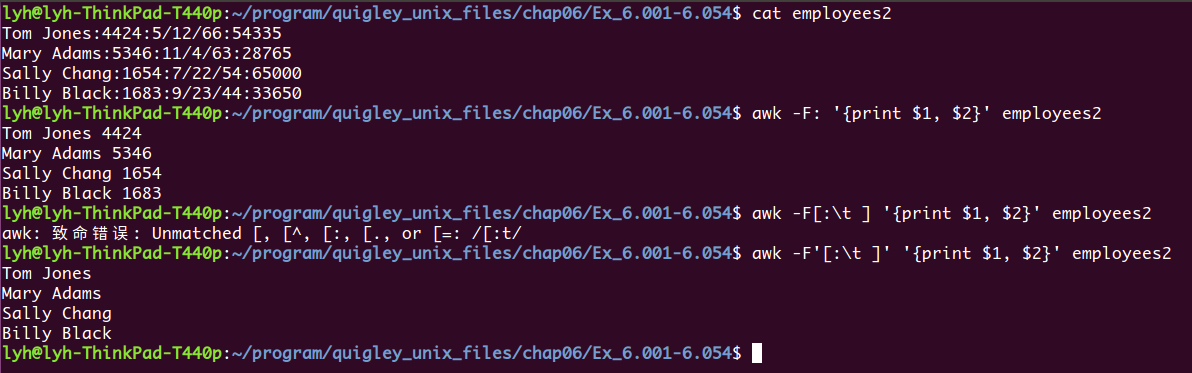 lyh@lyh-ThinkPad-T440p:~/program/quigley_unix_files/chap06/Ex_6.001-6.054$ cat employees2
Tom Jones:4424:5/12/66:54335
Mary Adams:5346:11/4/63:28765
Sally Chang:1654:7/22/54:65000
Billy Black:1683:9/23/44:33650
lyh@lyh-ThinkPad-T440p:~/program/quigley_unix_files/chap06/Ex_6.001-6.054$ awk -F: '{print $1, $2}' employees2
Tom Jones 4424
Mary Adams 5346
Sally Chang 1654
Billy Black 1683
lyh@lyh-ThinkPad-T440p:~/program/quigley_unix_files/chap06/Ex_6.001-6.054$ awk -F[:\t ] '{print $1, $2}' employees2
awk: 致命错误: Unmatched [, [^, [:, [., or [=: /[:t/
lyh@lyh-ThinkPad-T440p:~/program/quigley_unix_files/chap06/Ex_6.001-6.054$ awk -F'[:\t ]' '{print $1, $2}' employees2
Tom Jones
Mary Adams
Sally Chang
Billy Black
lyh@lyh-ThinkPad-T440p:~/program/quigley_unix_files/chap06/Ex_6.001-6.054$